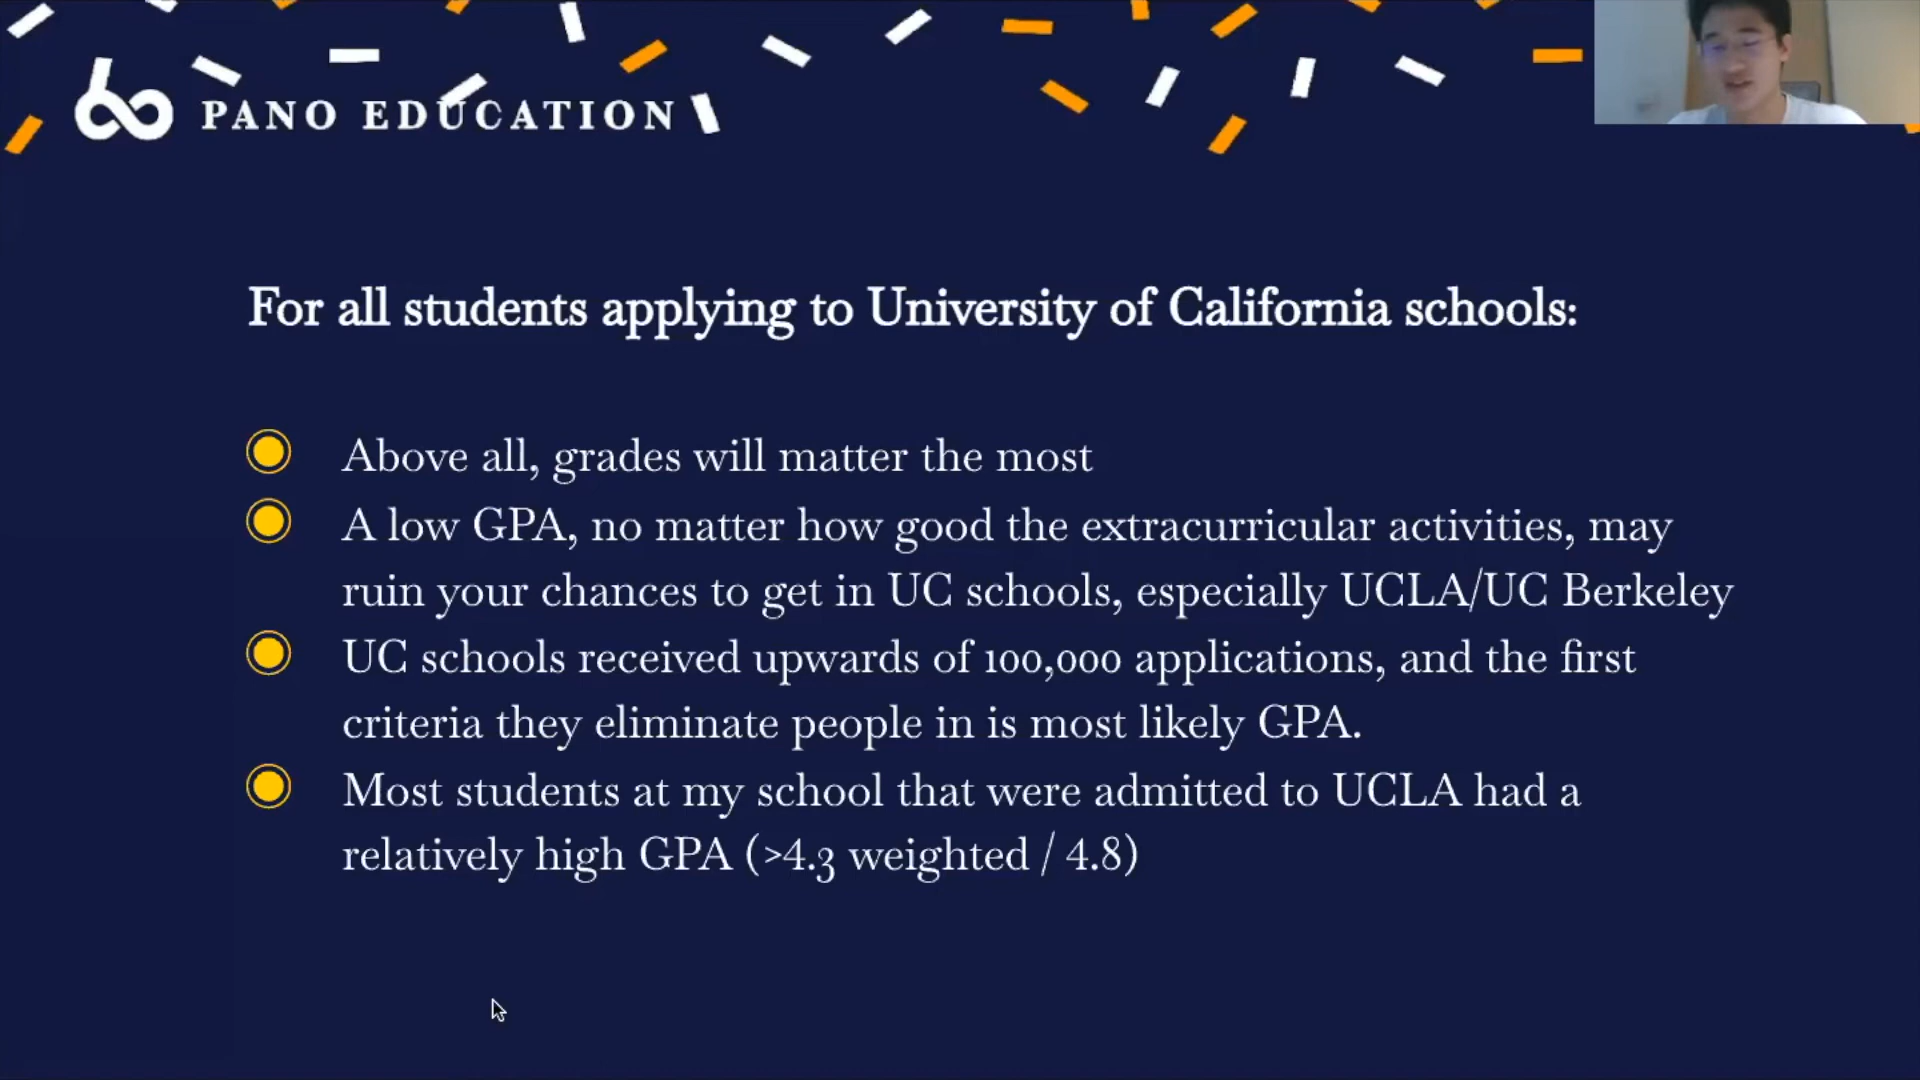 PANO EDUCATION
For all students applying to University of California schools:
Above all, grades will matter the most
A low GPA, no matter how good the extracurricular activities, may
ruin your chances to get in UC schools, especially UCLA/UC Berkeley
UC schools received upwards of 100,000 applications, and the first
criteria they eliminate people in is most likely GPA.
Most students at my school that were admitted to UCLA had a
relatively high GPA (>4.3 weighted / 4.8)